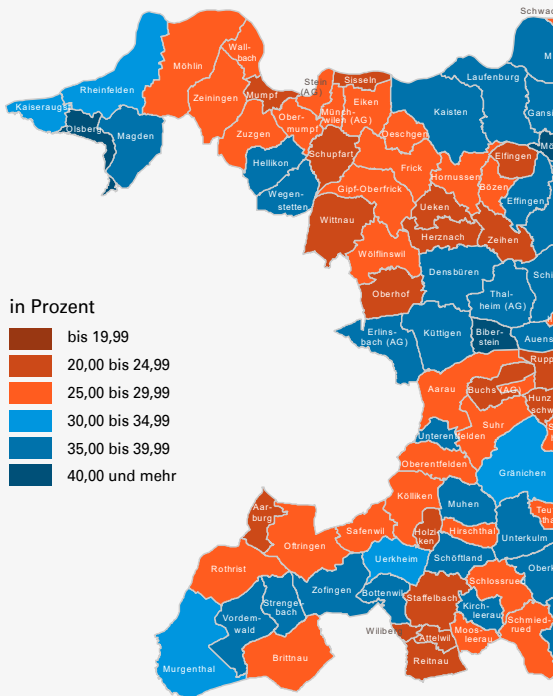 Schwad
Wall-
bach
Möhlin
M
Stein
(AG)
Sisseln
Laufenburg
Rheinfelden
Zeiningen
Mumpf
Eiken
Kaiseraugst
Ober-
mumpf
Münch-
wilen (AG)
Kaisten
Gansi
Olsberg
Magden
Zuzgen
Oeschgen
Mö
Hellikon
Schupfart
Elfingen
Frick
Hornussen
Wegen-
stetten
Gipf-Oberfrick
Bözen
Effingen
Wittnau
Ueken
Herznach
Zeihen
Wölflinswil
Densbüren
Schi
Oberhof
Thal-
heim (AG)
in Prozent
bis 19,99
20,00 bis 24,99
25,00 bis 29,99
30,00 bis 34,99
35,00 bis 39,99
40,00 und mehr
Erlins-
bach (AG)
Küttigen
Biber-
stein
Auens
Rupp
Aarau
Buchs (AG)
Hunz
schw
Suhr
Unterentfelden
Oberentfelden
Gränichen
Kölliken
Muhen
Aar-
burg
Teu
tha
Safenwil
Holzi-
ken
Hirschthal
Unterkulm
Oftringen
Uerkheim
Schöftland
Rothrist
Oberk
Schlossrued
Zofingen
Bottenwil
Staffelbach
Strengel-
bach
Kirch-
leerau
Vordem-
wald
Schmied-
rued
Wiliberg
Attelwil
Moos-
leerau
Murgenthal
Brittnau
Reitnau